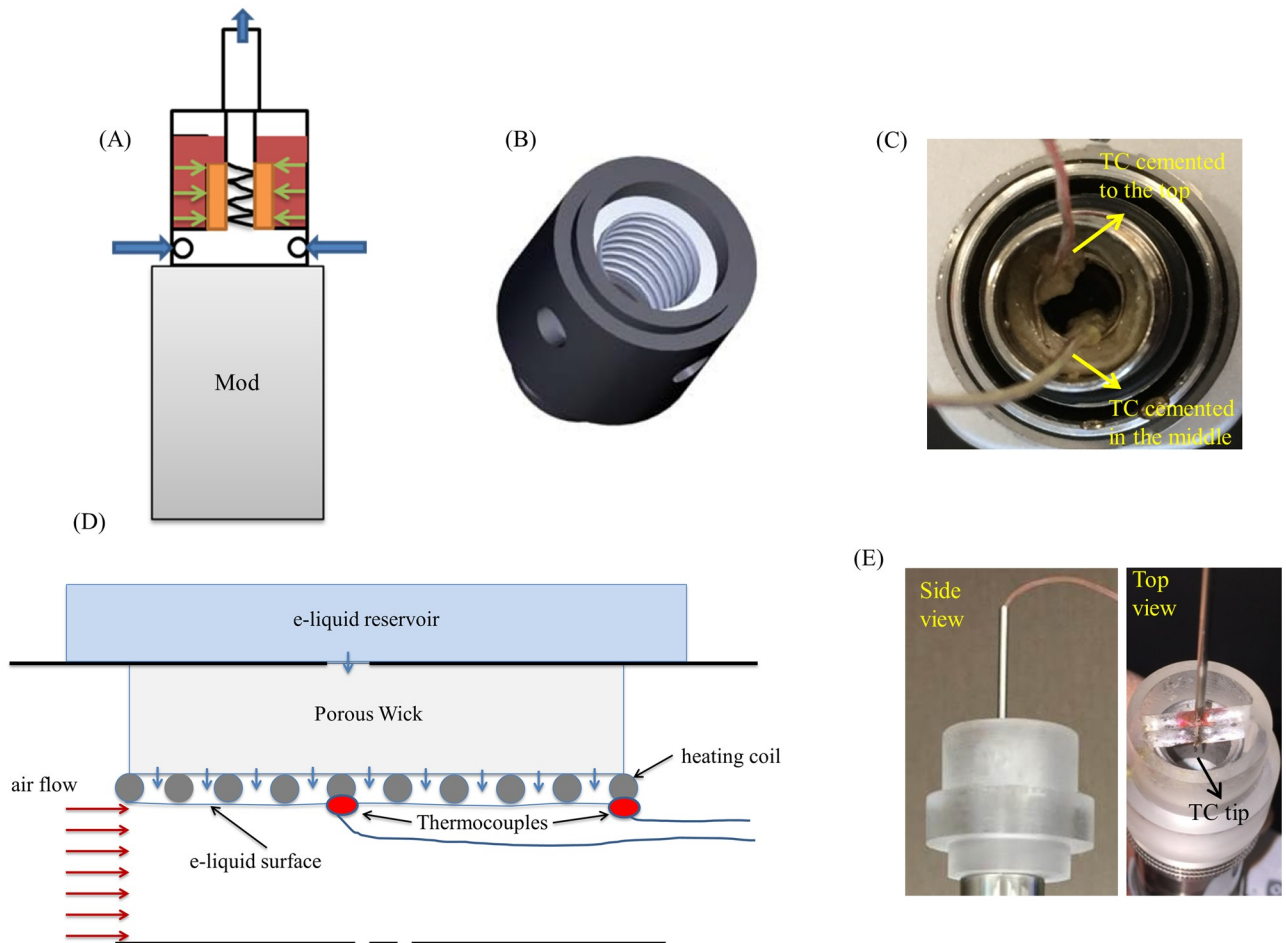 (A)
Mod
(B)
(C)
TC cemented
to the top
TC cemented
in the middle
(D)
e-liquid reservoir
Porous Wick
heating coil
air flow
Thermocouples
e-liquid surface
(E)
Side
view
Top
view
TC tip